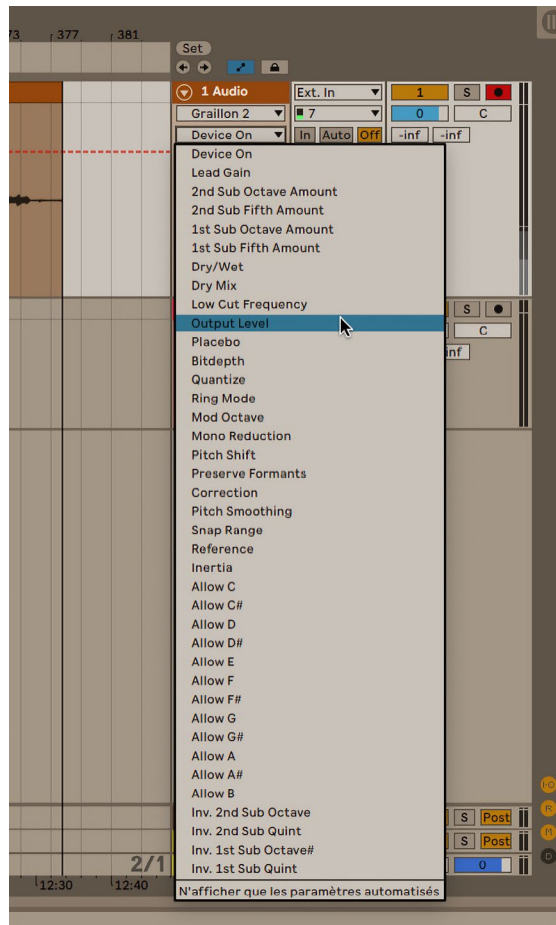 377 381
Set
1 Audio Ext. In 1 S
Graillon 2 7 0 C
Device On In Auto Off -inf -inf
Device On
Lead Gain
2nd Sub Octave Amount
2nd Sub Fifth Amount
1st Sub Octave Amount
1st Sub Fifth Amount
Dry/Wet
Dry Mix
Low Cut Frequency
S
Output Level
C
Placebo
inf
Bitdepth
Quantize
Ring Mode
Mod Octave
Mono Reduction
Pitch Shift
Preserve Formants
Correction
Pitch Smoothing
Snap Range
Reference
Inertia
Allow C
Allow C#
Allow D
Allow D#
Allow E
Allow F
Allow F#
Allow G
Allow G#
Allow A
Allow A#
Allow B
I·O
Inv. 2nd Sub Octave
S Post R
Inv. 2nd Sub Quint
M
Inv. 1st Sub Octave#
S Post
D
2/1 Inv. 1st Sub Quint 0
12:30 12:40 N'afficher que les paramètres automatisés